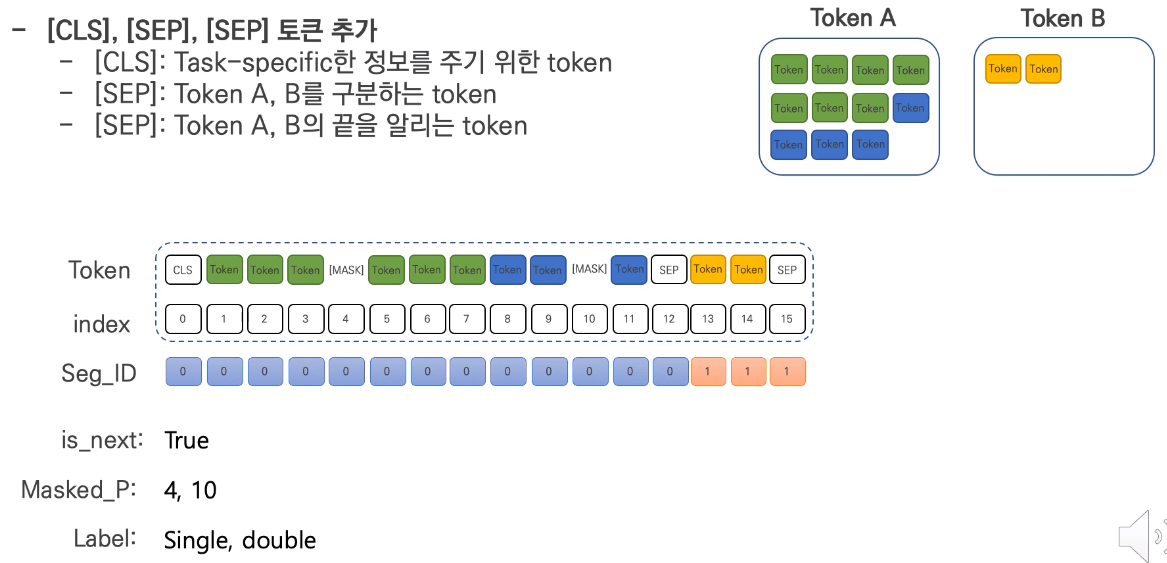 - [CLS], [SEP], [SEP] 토큰 추가
- [CLS]: Task-specific한 정보를 주기 위한 token
- [SEP]: Token A, B를 구분하는 token
- [SEP]: Token A, B의 끝을 알리는 token
Token A
Token Token Token Token
Token Token Token Token
Token Token Token
Token B
Token Token
Token CLS Token Token Token [MASK] Token Token Token Token Token [MASK] Token SEP Token Token SEP
index 0 1 2 3 4 5 6 7 8 9 10 11 12 13 14 15
Seg_ID 0 0 0 0 0 0 0 0 0 0 0 0 0 1 1 1
is_next: True
Masked_P: 4, 10
Label: Single, double